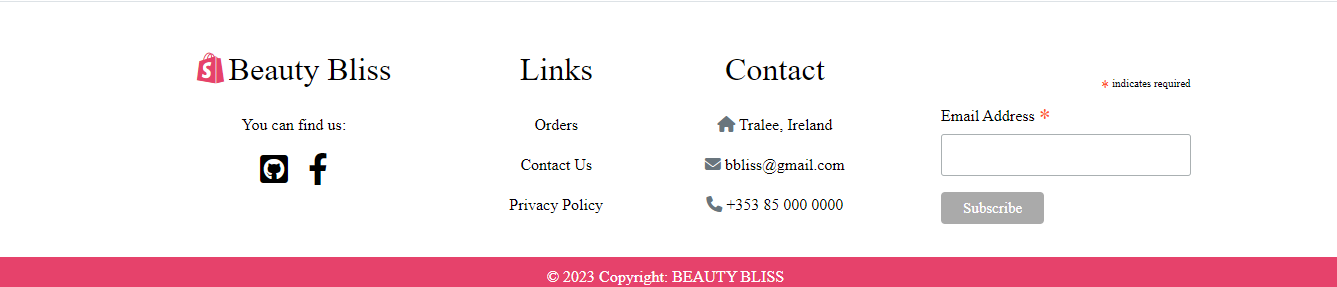 Beauty Bliss
You can find us:
Links
Orders
Contact Us
Privacy Policy
Contact
Tralee, Ireland
bbliss@gmail.com
+353 85 000 0000
* indicates required
Email Address *
Subscribe
© 2023 Copyright: BEAUTY BLISS